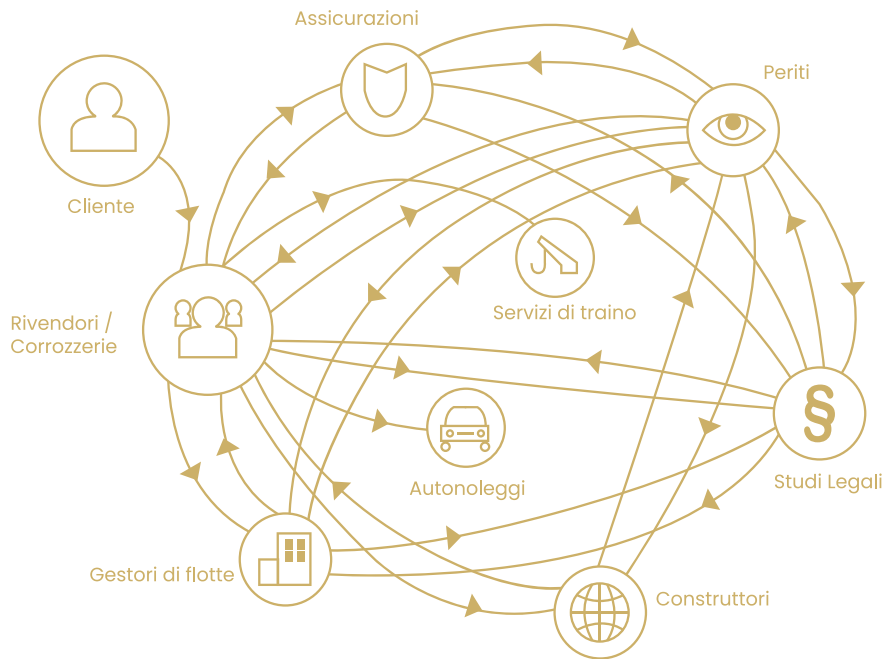 Assicurazioni
Periti
Cliente
Servizi di traino
Rivendori /
Corrozzerie
§
Autonoleggi
Studi Legali
Gestori di flotte
Construttori